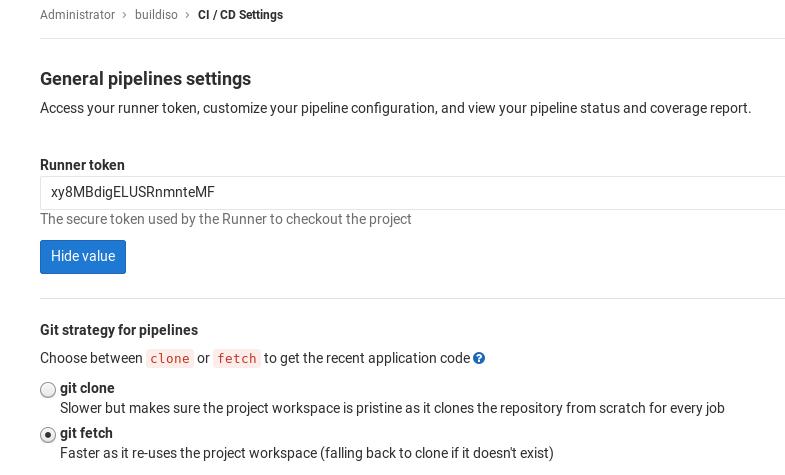 Administrator › buildiso › CI / CD Settings
General pipelines settings
Access your runner token, customize your pipeline configuration, and view your pipeline status and coverage report.
Runner token
xy8MBdigELUSRnmnteMF
The secure token used by the Runner to checkout the project
Hide value
Git strategy for pipelines
Choose between clone or fetch to get the recent application code ?
git clone
Slower but makes sure the project workspace is pristine as it clones the repository from scratch for every job
git fetch
Faster as it re-uses the project workspace (falling back to clone if it doesn't exist)